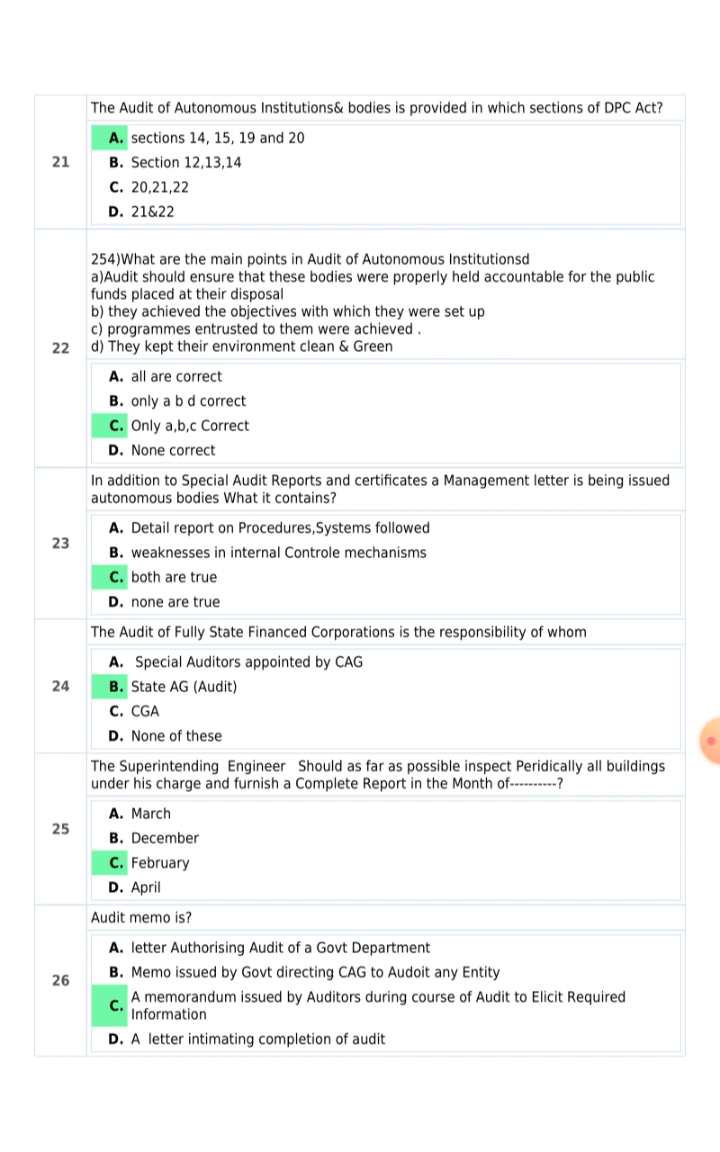 The Audit of Autonomous Institutions& bodies is provided in which sections of DPC Act?
21
A. sections 14, 15, 19 and 20
B. Section 12,13,14
C. 20,21,22
D. 21&22
22
254)What are the main points in Audit of Autonomous Institutionsd
a)Audit should ensure that these bodies were properly held accountable for the public
funds placed at their disposal
b) they achieved the objectives with which they were set up
c) programmes entrusted to them were achieved .
d) They kept their environment clean & Green
A. all are correct
B. only a b d correct
C. Only a,b,c Correct
D. None correct
23
In addition to Special Audit Reports and certificates a Management letter is being issued
autonomous bodies What it contains?
A. Detail report on Procedures,Systems followed
B. weaknesses in internal Controle mechanisms
C. both are true
D. none are true
24
The Audit of Fully State Financed Corporations is the responsibility of whom
A. Special Auditors appointed by CAG
B. State AG (Audit)
C. CGA
D. None of these
25
The Superintending Engineer Should as far as possible inspect Peridically all buildings
under his charge and furnish a Complete Report in the Month of----------?
A. March
B. December
C. February
D. April
26
Audit memo is?
A. letter Authorising Audit of a Govt Department
B. Memo issued by Govt directing CAG to Audoit any Entity
C. A memorandum issued by Auditors during course of Audit to Elicit Required
Information
D. A letter intimating completion of audit